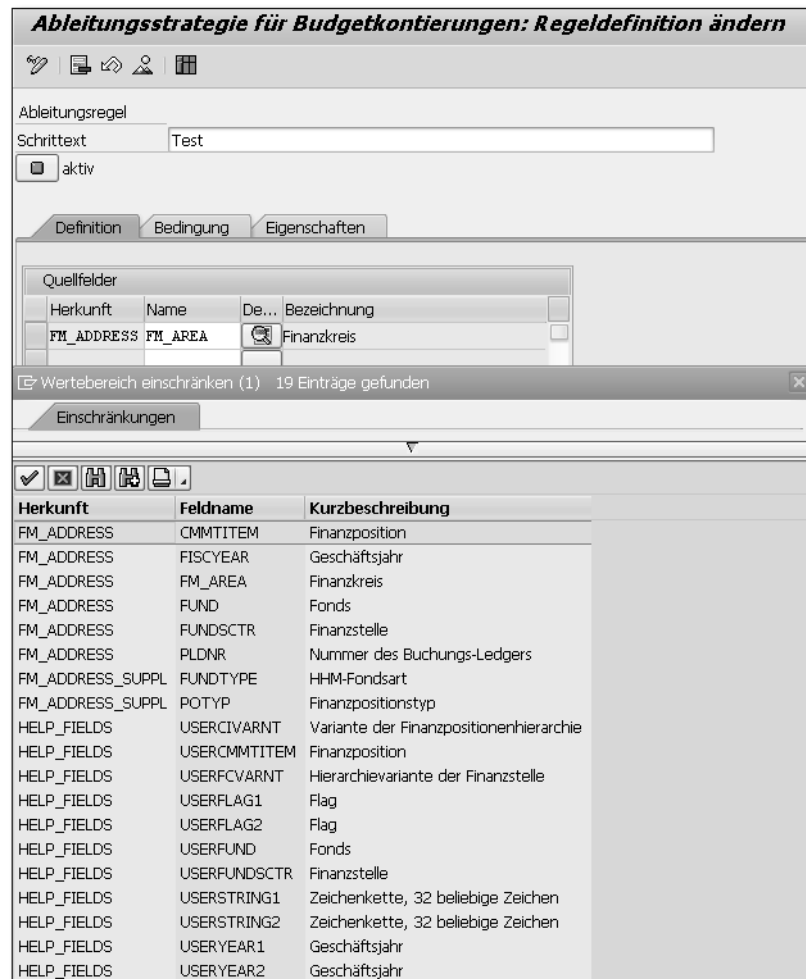 Ableitungsstrategie für Budgetkontierungen: Regeldefinition ändern
Ableitungsregel
Schrittext Test
aktiv
Definition Bedingung Eigenschaften
Quellfelder
Herkunft Name De... Bezeichnung
FM_ADDRESS FM_AREA Finanzkreis
Wertebereich einschränken (1) 19 Einträge gefunden
Einschränkungen
Herkunft Feldname Kurzbeschreibung
FM_ADDRESS CMMTITEM Finanzposition
FM_ADDRESS FISCYEAR Geschäftsjahr
FM_ADDRESS FM_AREA Finanzkreis
FM_ADDRESS FUND Fonds
FM_ADDRESS FUNDSCTR Finanzstelle
FM_ADDRESS PLDNR Nummer des Buchungs-Ledgers
FM_ADDRESS_SUPPL FUNDTYPE HHM-Fondsart
FM_ADDRESS_SUPPL POTYP Finanzpositionstyp
HELP_FIELDS USERCIVARNT Variante der Finanzpositionenhierarchie
HELP_FIELDS USERCMMTITEM Finanzposition
HELP_FIELDS USERFCVARNT Hierarchievariante der Finanzstelle
HELP_FIELDS USERFLAG1 Flag
HELP_FIELDS USERFLAG2 Flag
HELP_FIELDS USERFUND Fonds
HELP_FIELDS USERFUNDSCTR Finanzstelle
HELP_FIELDS USERSTRING1 Zeichenkette, 32 beliebige Zeichen
HELP_FIELDS USERSTRING2 Zeichenkette, 32 beliebige Zeichen
HELP_FIELDS USERYEAR1 Geschäftsjahr
HELP_FIELDS USERYEAR2 Geschäftsjahr